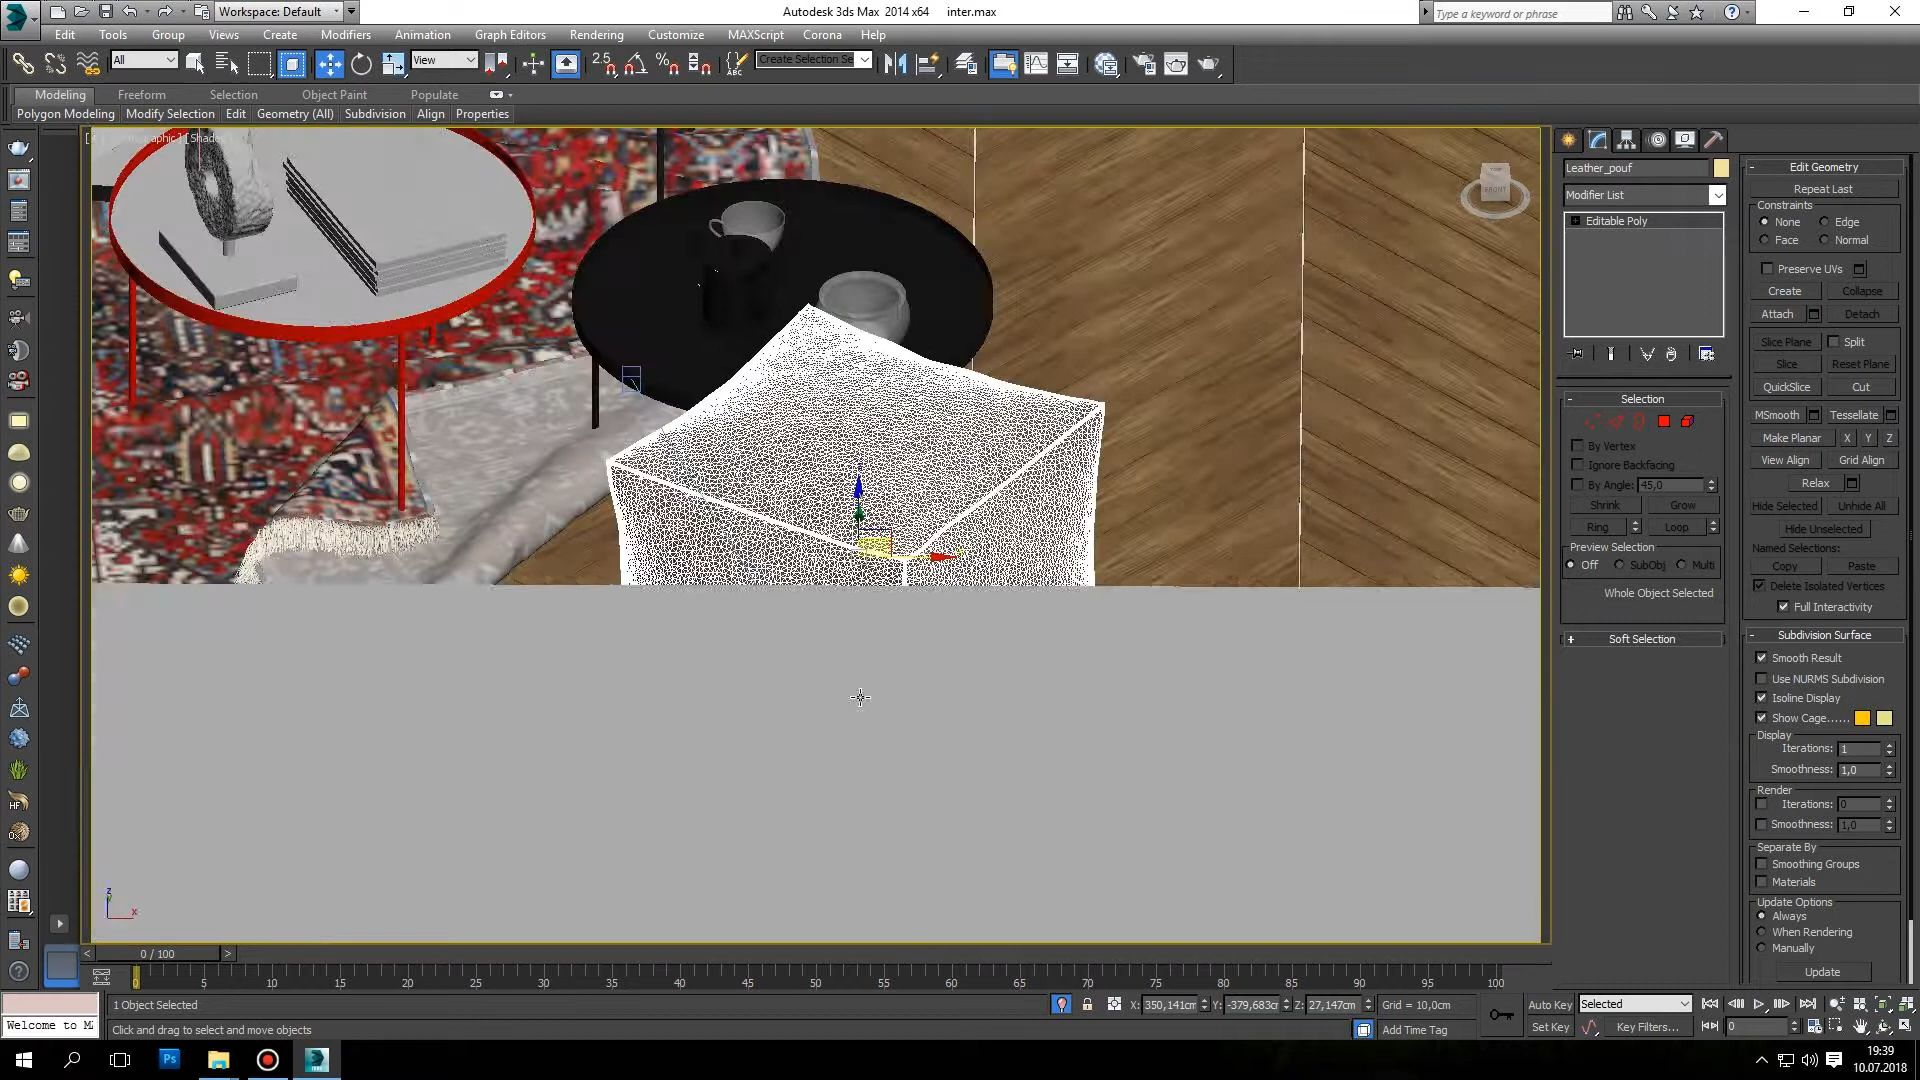 Workspace: Default
Autodesk 3ds Max 2014 x64 inter.max
Type a keyword or phrase
Edit Tools Group Views Create Modifiers Animation Graph Editors Rendering Customize MAXScript Corona Help
All
View
2.5
Create Selection Se
Modeling Freeform Selection Object Paint Populate
Polygon Modeling Modify Selection Edit Geometry (All) Subdivision Align Properties
TOP
FRONT
Leather_pouf
Modifier List
Editable Poly
Selection
By Vertex
Ignore Backfacing
By Angle: 45,0
Shrink Grow
Ring Loop
Preview Selection
Off SubObj Multi
Whole Object Selected
Soft Selection
Edit Geometry
Repeat Last
Constraints
None Edge
Face Normal
Preserve UVs
Create Collapse
Attach Detach
Slice Plane Split
Slice Reset Plane
QuickSlice Cut
MSmooth Tessellate
Make Planar X Y Z
View Align Grid Align
Relax
Hide Selected Unhide All
Hide Unselected
Named Selections:
Copy Paste
Delete Isolated Vertices
Full Interactivity
Subdivision Surface
Smooth Result
Use NURMS Subdivision
Isoline Display
Show Cage......
Display
Iterations: 1
Smoothness: 1,0
Render
Iterations: 0
Smoothness: 1,0
Separate By
Smoothing Groups
Materials
Update Options
Always
When Rendering
Manually
Update
z
x
0 / 100
0 5 10 15 20 25 30 35 40 45 50 55 60 65 70 75 80 85 90 95 100
1 Object Selected
X: 350,141cm Y: -379,683cm Z: 27,147cm Grid = 10,0cm
Auto Key Selected
Welcome to M
Click and drag to select and move objects
Add Time Tag
Set Key Key Filters... 0
Ps
19:39
10.07.2018